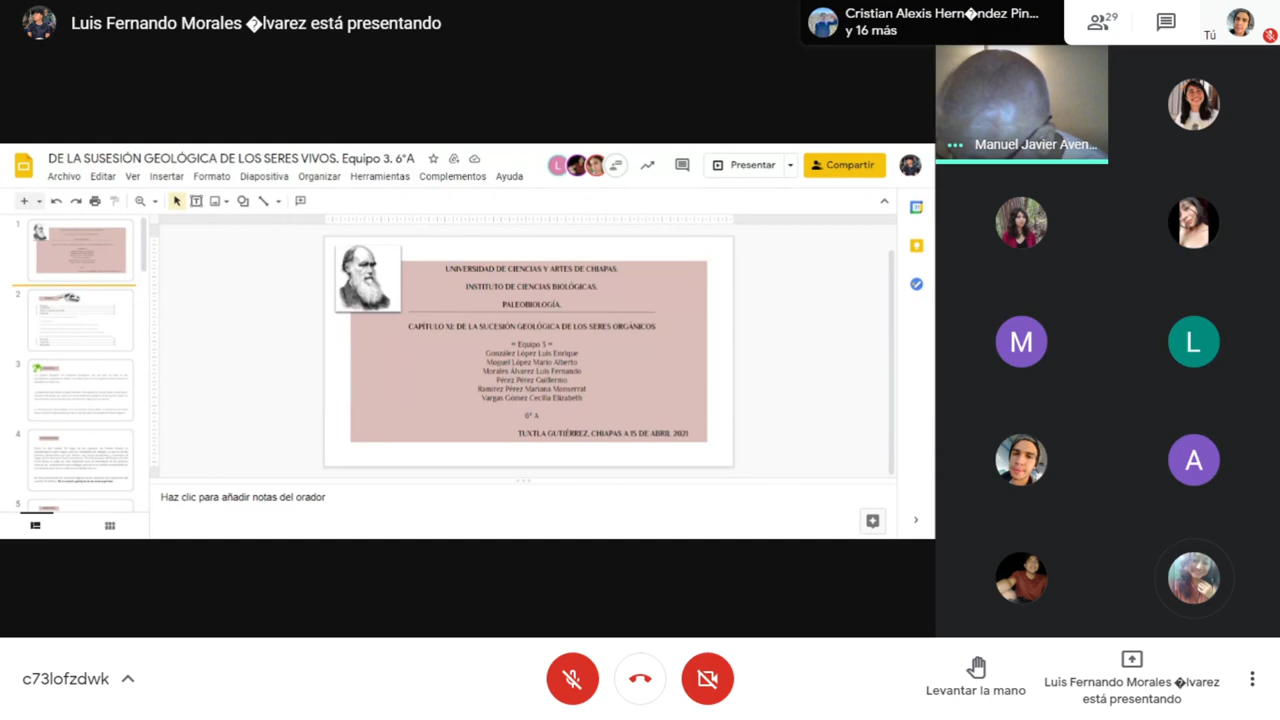 Luis Fernando Morales �lvarez está presentando
Cristian Alexis Hern�ndez Pin...
y 16 más
29
Tú
Manuel Javier Aven...
DE LA SUSESIÓN GEOLÓGICA DE LOS SERES VIVOS. Equipo 3. 6°A
Archivo Editar Ver Insertar Formato Diapositiva Organizar Herramientas Complementos Ayuda
L
Presentar
Compartir
1
2
3
4
5
UNIVERSIDAD DE CIENCIAS Y ARTES DE CHIAPAS.
INSTITUTO DE CIENCIAS BIOLÓGICAS.
PALEOBIOLOGÍA.
CAPÍTULO XI: DE LA SUCESIÓN GEOLÓGICA DE LOS SERES ORGÁNICOS
= Equipo 3 =
González López Luis Enrique
Moguel López Mario Alberto
Morales Álvarez Luis Fernando
Pérez Pérez Guillermo
Ramírez Pérez Mariana Monserrat
Vargas Gómez Cecilia Elizabeth
6° A
TUXTLA GUTIÉRREZ, CHIAPAS A 15 DE ABRIL 2021
Haz clic para añadir notas del orador
M
L
A
c73lofzdwk
Levantar la mano
Luis Fernando Morales �lvarez
está presentando